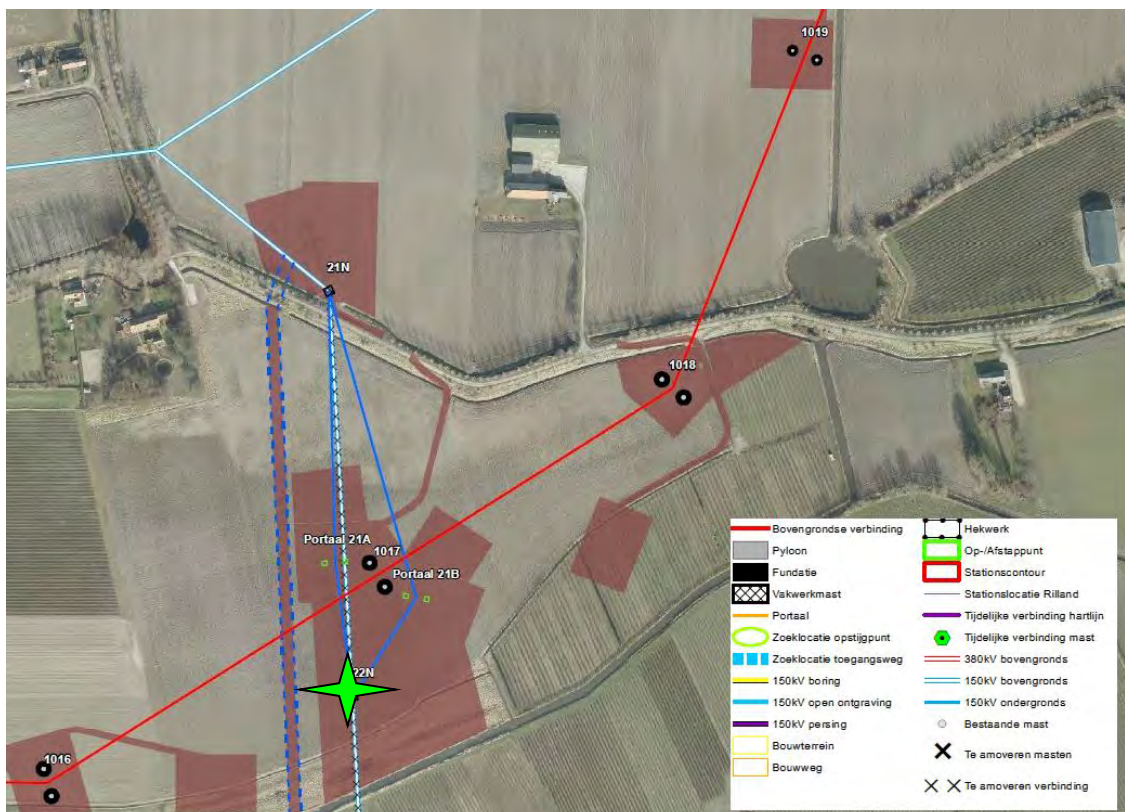 1019
21N
1018
Portaal 21A
1017
Portaal 21B
22N
1016
Bovengrondse verbinding
Pyloon
Fundatie
Vakwerkmast
Portaal
Zoeklocatie opstijgpunt
Zoeklocatie toegangsweg
150kV boring
150kV open ontgraving
150kV persing
Bouwterrein
Bouwweg
Hekwerk
Op-/Afstappunt
Stationscontour
Stationslocatie Rilland
Tijdelijke verbinding hartlijn
Tijdelijke verbinding mast
380kV bovengronds
150kV bovengronds
150kV ondergronds
Bestaande mast
Te amoveren masten
Te amoveren verbinding